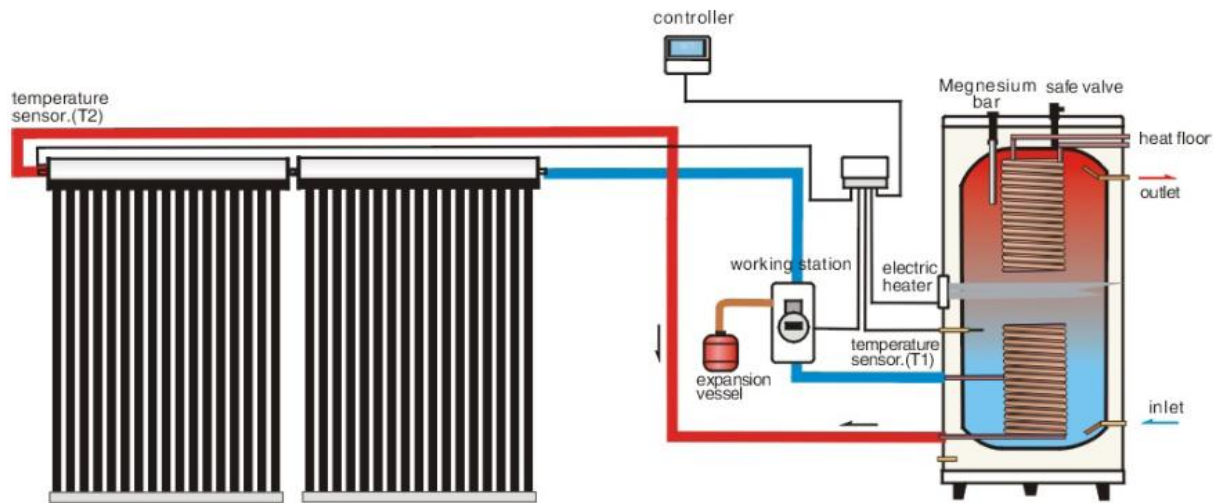 controller
temperature
sensor.(T2)
Megnesium
bar
safe valve
heat floor
outlet
working station
electric
heater
temperature
sensor.(T1)
expansion
vessel
inlet